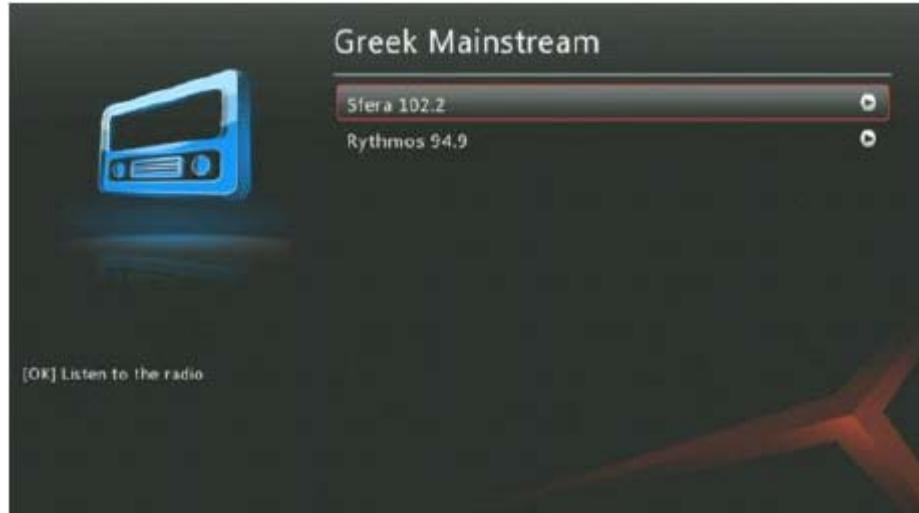 Greek Mainstream
Sfera 102.2
Rythmos 94.9
[OK] Listen to the radio